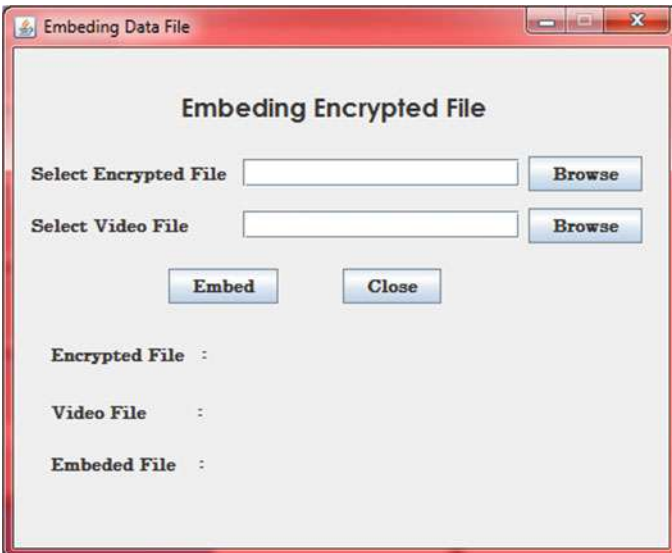 Embeding Data File
Embeding Encrypted File
Select Encrypted File Browse
Select Video File Browse
Embed Close
Encrypted File :
Video File :
Embeded File :